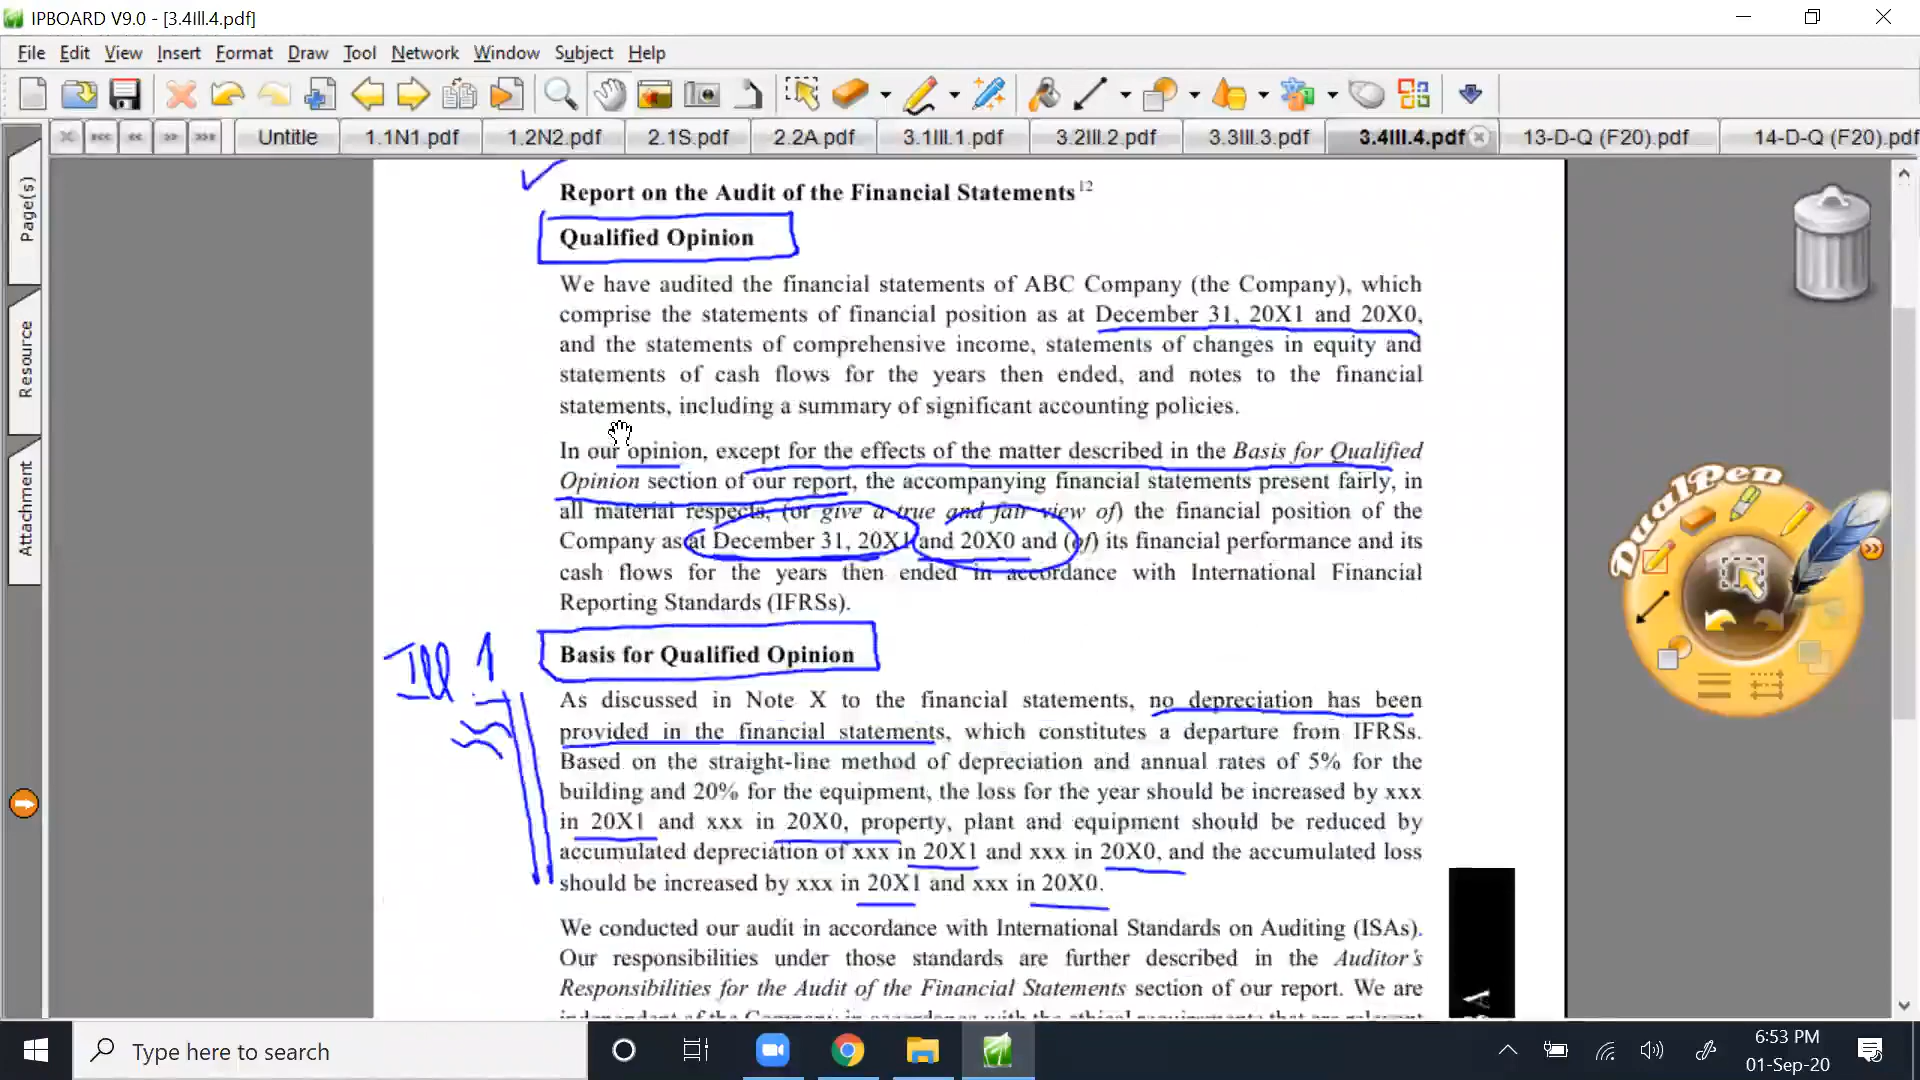 IPBOARD V9.0 - [3.4Ill.4.pdf]
File Edit View Insert Format Draw Tool Network Window Subject Help
Untitle 1.1N1.pdf 1.2N2.pdf 2.1S.pdf 2.2A.pdf 3.1Ill.1.pdf 3.2Ill.2.pdf 3.3Ill.3.pdf 3.4Ill.4.pdf 13-D-Q (F20).pdf 14-D-Q (F20).pdf
Page(s)
Resource
Attachment
Report on the Audit of the Financial Statements12
Qualified Opinion
We have audited the financial statements of ABC Company (the Company), which
comprise the statements of financial position as at December 31, 20X1 and 20X0,
and the statements of comprehensive income, statements of changes in equity and
statements of cash flows for the years then ended, and notes to the financial
statements, including a summary of significant accounting policies.
In our opinion, except for the effects of the matter described in the Basis for Qualified
Opinion section of our report, the accompanying financial statements present fairly, in
all material respects, (or give a true and fair view of) the financial position of the
Company as at December 31, 20X1 and 20X0 and (of) its financial performance and its
cash flows for the years then ended in accordance with International Financial
Reporting Standards (IFRSs).
Ill 1
Basis for Qualified Opinion
As discussed in Note X to the financial statements, no depreciation has been
provided in the financial statements, which constitutes a departure from IFRSs.
Based on the straight-line method of depreciation and annual rates of 5% for the
building and 20% for the equipment, the loss for the year should be increased by xxx
in 20X1 and xxx in 20X0, property, plant and equipment should be reduced by
accumulated depreciation of xxx in 20X1 and xxx in 20X0, and the accumulated loss
should be increased by xxx in 20X1 and xxx in 20X0.
We conducted our audit in accordance with International Standards on Auditing (ISAs).
Our responsibilities under those standards are further described in the Auditor's
Responsibilities for the Audit of the Financial Statements section of our report. We are
DualPen
Type here to search
6:53 PM
01-Sep-20